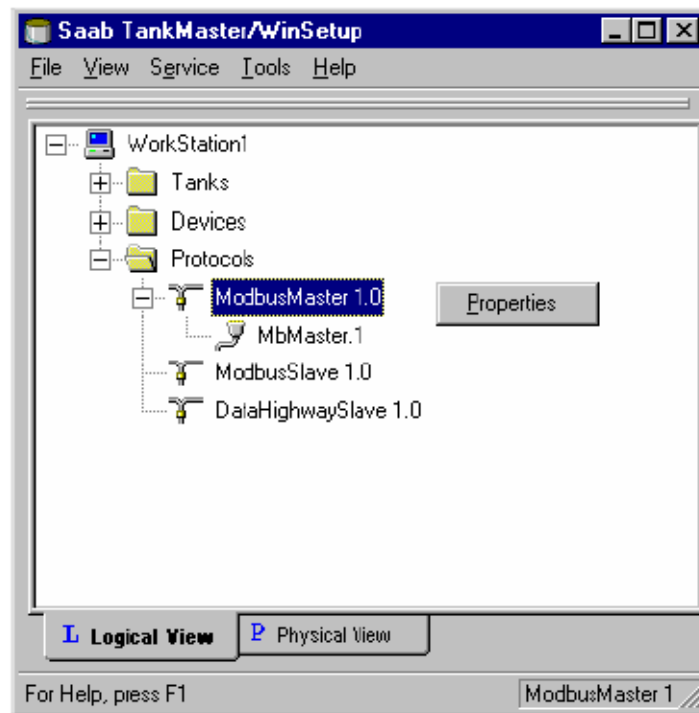 Saab TankMaster/WinSetup
File View Service Tools Help
WorkStation1
Tanks
Devices
Protocols
ModbusMaster 1.0
Properties
MbMaster.1
ModbusSlave 1.0
DataHighwaySlave 1.0
L Logical View P Physical View
For Help, press F1 ModbusMaster 1